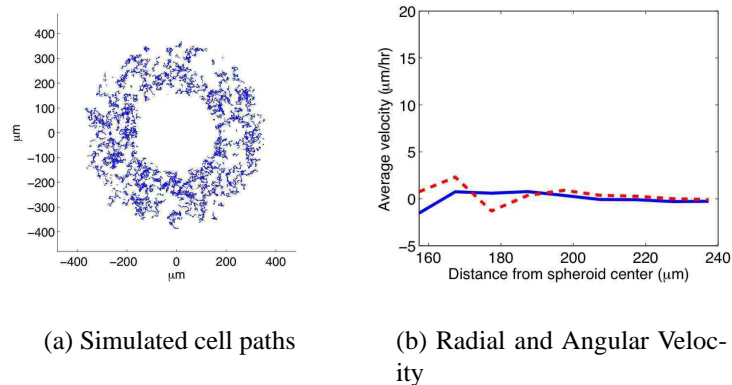 400
300
200
100
0
−100
−200
−300
−400
μm
−400 −200 0 200 400
μm
20
15
10
5
0
−5
Average velocity (μm/hr)
160 180 200 220 240
Distance from spheroid center (μm)
(a) Simulated cell paths
(b) Radial and Angular Veloc-
ity